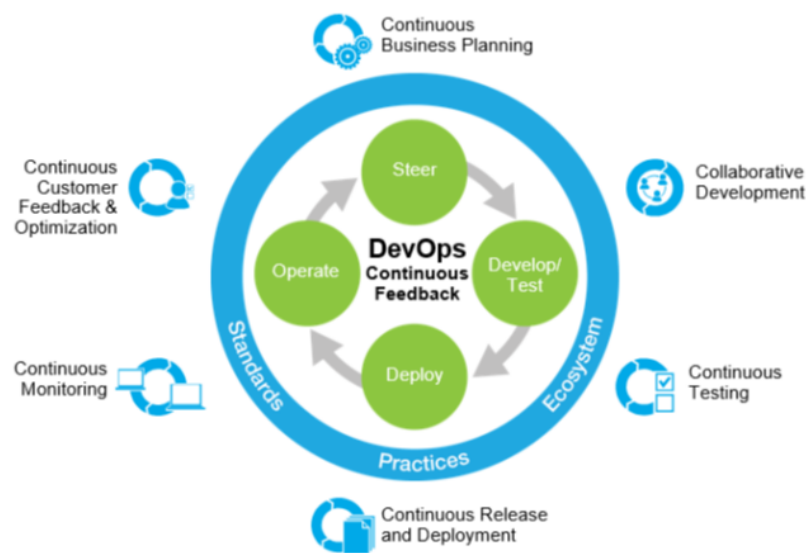 Continuous
Business Planning
Continuous
Customer
Feedback &
Optimization
Steer
Collaborative
Development
Operate
DevOps
Continuous
Feedback
Develop/
Test
Continuous
Monitoring
Standards
Deploy
Ecosystem
Continuous
Testing
Practices
Continuous Release
and Deployment